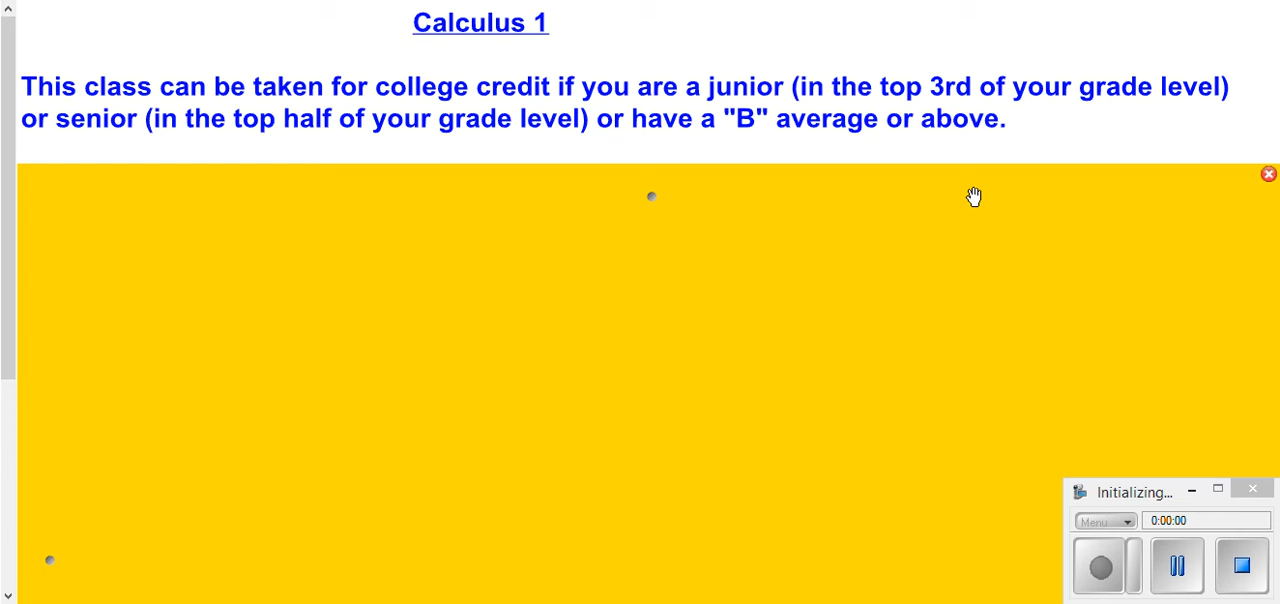 Calculus 1
This class can be taken for college credit if you are a junior (in the top 3rd of your grade level)
or senior (in the top half of your grade level) or have a "B" average or above.
Initializing...
Menu
0:00:00